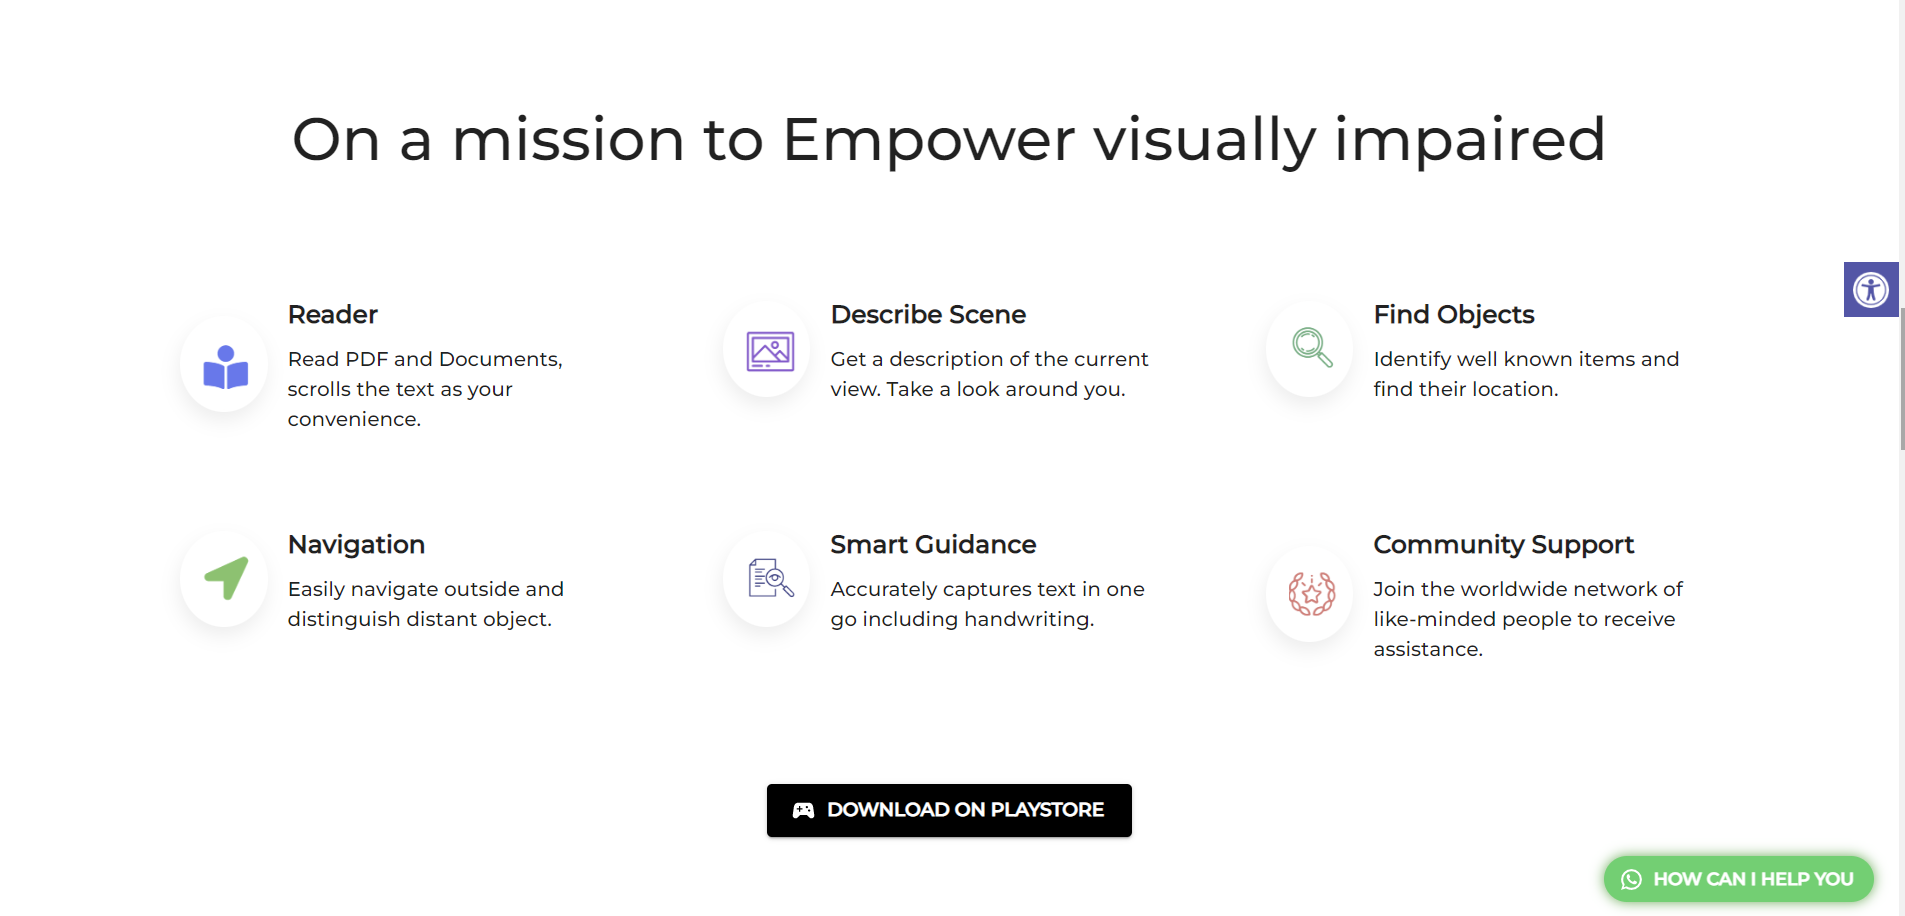 On a mission to Empower visually impaired
Reader
Read PDF and Documents,
scrolls the text as your
convenience.
Describe Scene
Get a description of the current
view. Take a look around you.
Find Objects
Identify well known items and
find their location.
Navigation
Easily navigate outside and
distinguish distant object.
Smart Guidance
Accurately captures text in one
go including handwriting.
Community Support
Join the worldwide network of
like-minded people to receive
assistance.
DOWNLOAD ON PLAYSTORE
HOW CAN I HELP YOU